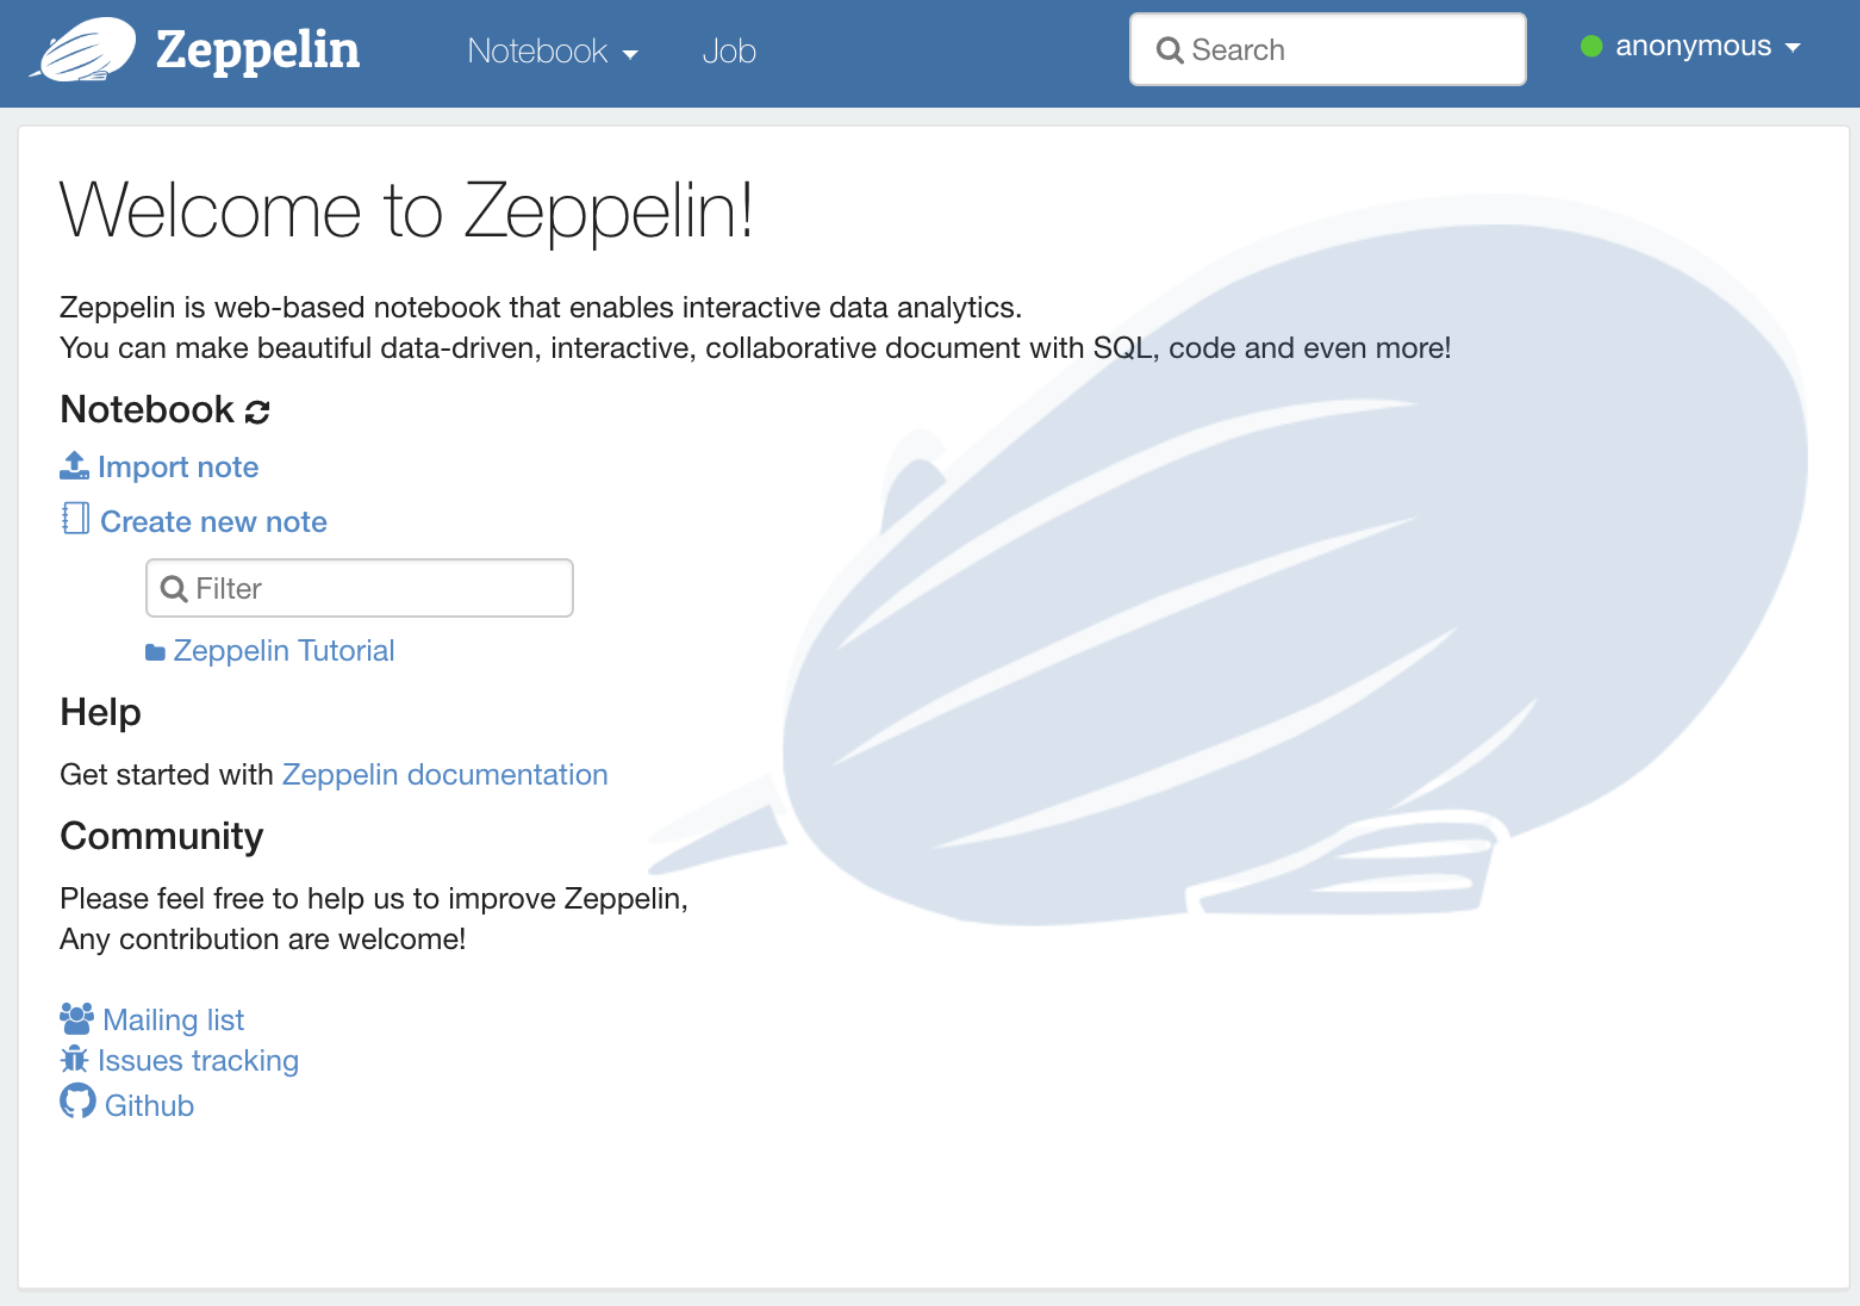 Zeppelin
Notebook
Job
Search
anonymous
Welcome to Zeppelin!
Zeppelin is web-based notebook that enables interactive data analytics.
You can make beautiful data-driven, interactive, collaborative document with SQL, code and even more!
Notebook
Import note
Create new note
Filter
Zeppelin Tutorial
Help
Get started with Zeppelin documentation
Community
Please feel free to help us to improve Zeppelin,
Any contribution are welcome!
Mailing list
Issues tracking
Github